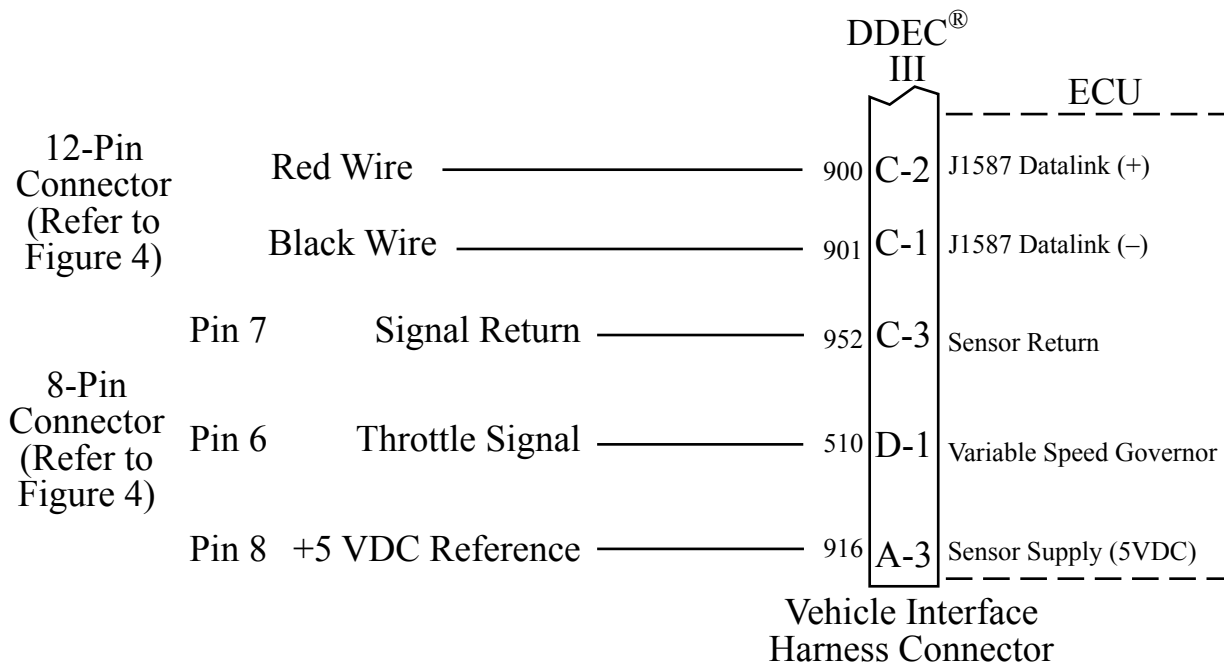 DDEC®
III
ECU
12-Pin
Connector
(Refer to
Figure 4)
Red Wire 900 C-2 J1587 Datalink (+)
Black Wire 901 C-1 J1587 Datalink (–)
Pin 7 Signal Return 952 C-3 Sensor Return
8-Pin
Connector
(Refer to
Figure 4)
Pin 6 Throttle Signal 510 D-1 Variable Speed Governor
Pin 8 +5 VDC Reference 916 A-3 Sensor Supply (5VDC)
Vehicle Interface
Harness Connector